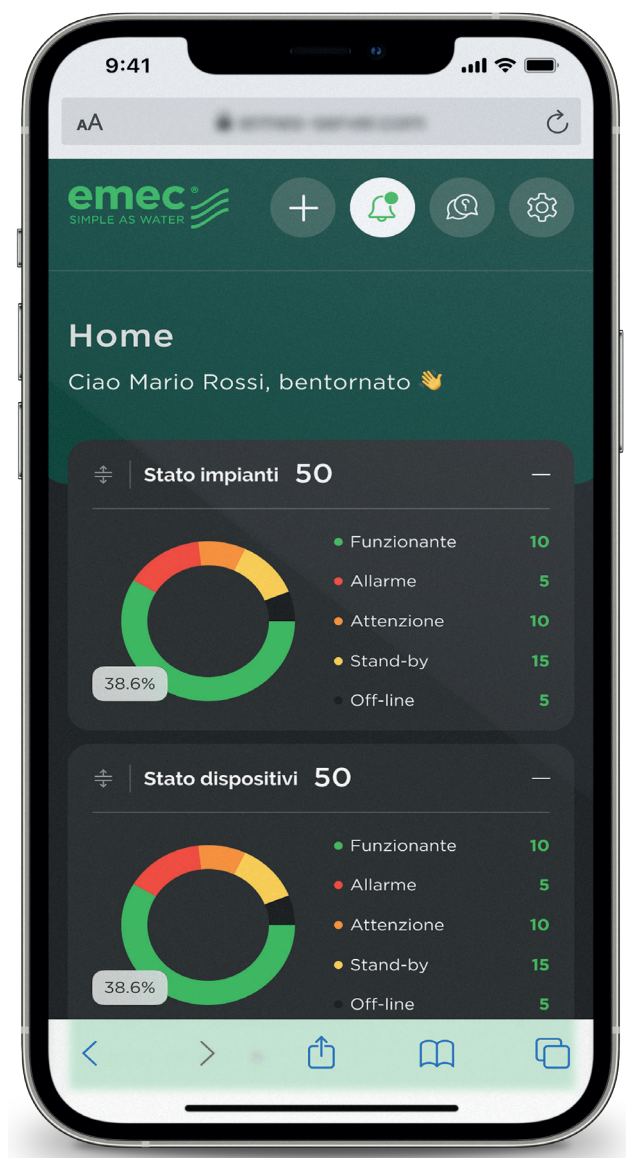 9:41
AA
emec®
SIMPLE AS WATER
Home
Ciao Mario Rossi, bentornato 👋
Stato impianti 50
Funzionante 10
Allarme 5
Attenzione 10
Stand-by 15
Off-line 5
38.6%
Stato dispositivi 50
Funzionante 10
Allarme 5
Attenzione 10
Stand-by 15
Off-line 5
38.6%